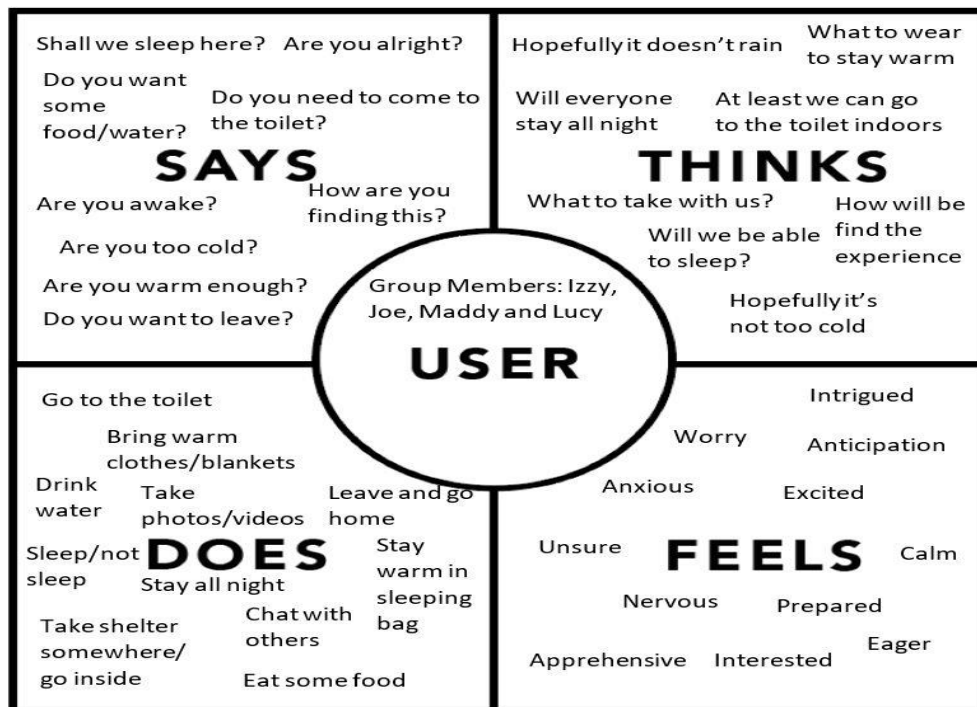 Shall we sleep here?
Are you alright?
Do you want
some
food/water?
Do you need to come to
the toilet?
SAYS
Are you awake?
How are you
finding this?
Are you too cold?
Are you warm enough?
Do you want to leave?
Hopefully it doesn't rain
What to wear
to stay warm
Will everyone
stay all night
At least we can go
to the toilet indoors
THINKS
What to take with us?
How will be
find the
experience
Will we be able
to sleep?
Hopefully it's
not too cold
Group Members: Izzy,
Joe, Maddy and Lucy
USER
Go to the toilet
Bring warm
clothes/blankets
Drink
water
Take
photos/videos
Leave and go
home
Sleep/not
sleep
DOES
Stay all night
Stay
warm in
sleeping
bag
Take shelter
somewhere/
go inside
Chat with
others
Eat some food
Intrigued
Worry
Anticipation
Anxious
Excited
Unsure
FEELS
Calm
Nervous
Prepared
Eager
Apprehensive
Interested